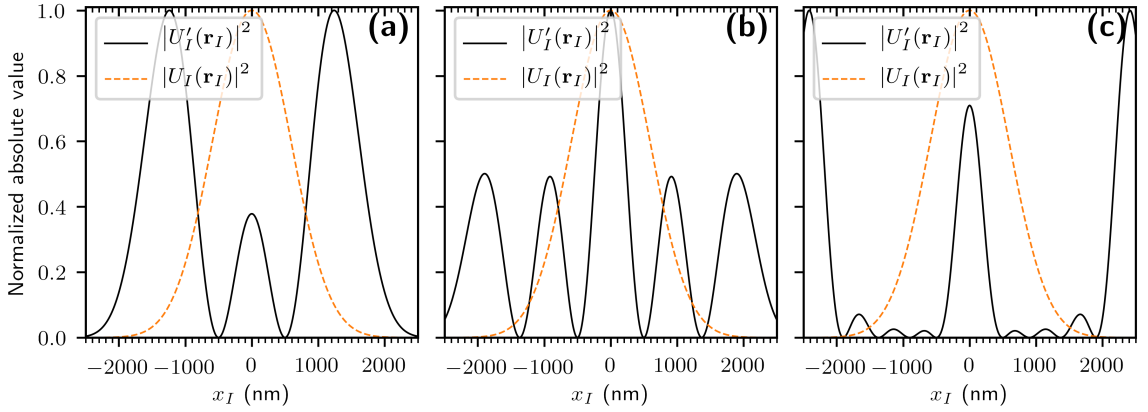 (a) (b) (c)
|U′_I(r_I)|² |U′_I(r_I)|² |U′_I(r_I)|²
|U_I(r_I)|² |U_I(r_I)|² |U_I(r_I)|²
Normalized absolute value
1.0
0.8
0.6
0.4
0.2
0.0
−2000 −1000 0 1000 2000 −2000 −1000 0 1000 2000 −2000 −1000 0 1000 2000
x_I (nm) x_I (nm) x_I (nm)